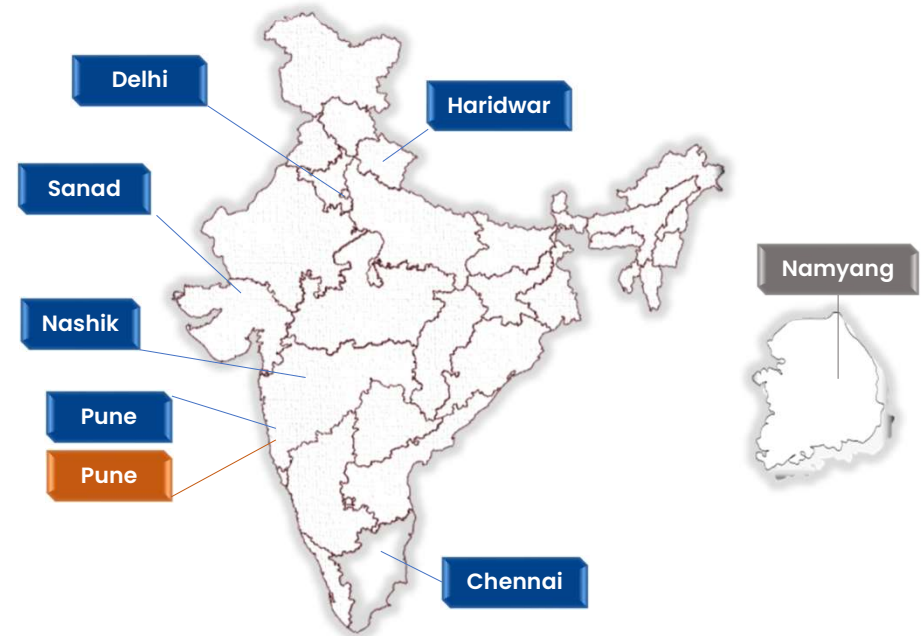 Delhi
Haridwar
Sanad
Namyang
Nashik
Pune
Pune
Chennai